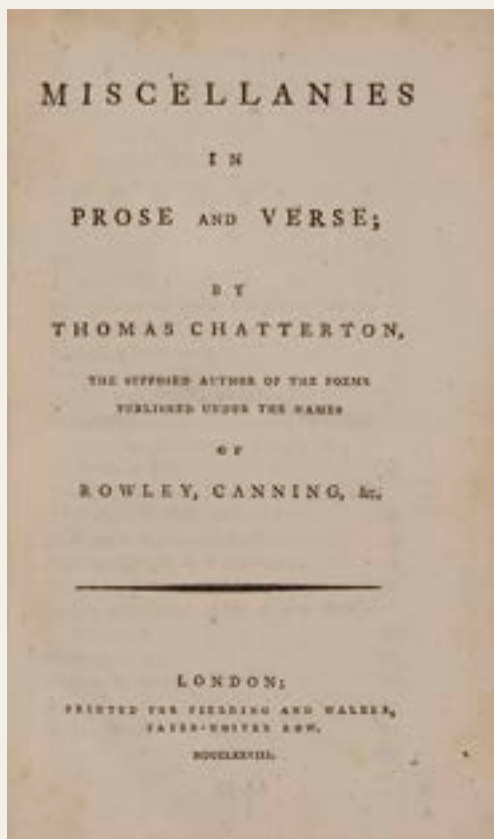 MISCELLANIES
IN
PROSE AND VERSE;
BY
THOMAS CHATTERTON,
THE SUPPOSED AUTHOR OF THE POEMS
PUBLISHED UNDER THE NAMES
OF
ROWLEY, CANNING, &c.
LONDON;
PRINTED FOR FIELDING AND WALKER,
PATER-NOSTER ROW.
MDCCLXXVIII.